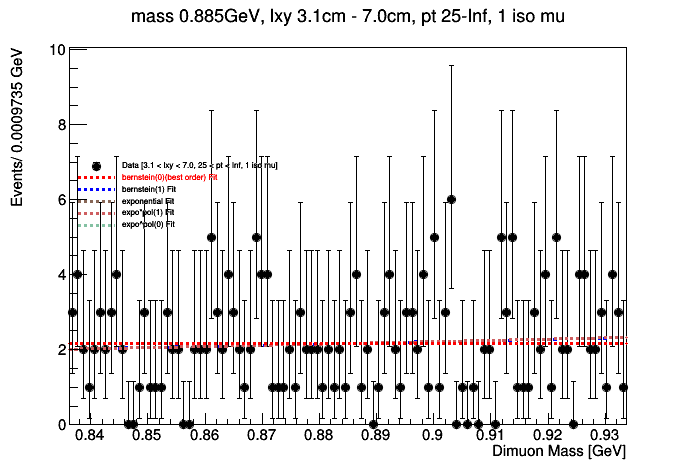 mass 0.885GeV, lxy 3.1cm - 7.0cm, pt 25-Inf, 1 iso mu
Events/ 0.0009735 GeV
10
8
6
4
2
0
Data [3.1 < lxy < 7.0, 25 < pt < Inf, 1 iso mu]
bernstein(0)(best order) Fit
bernstein(1) Fit
exponential Fit
expo*pol(1) Fit
expo*pol(0) Fit
0.84 0.85 0.86 0.87 0.88 0.89 0.9 0.91 0.92 0.93
Dimuon Mass [GeV]